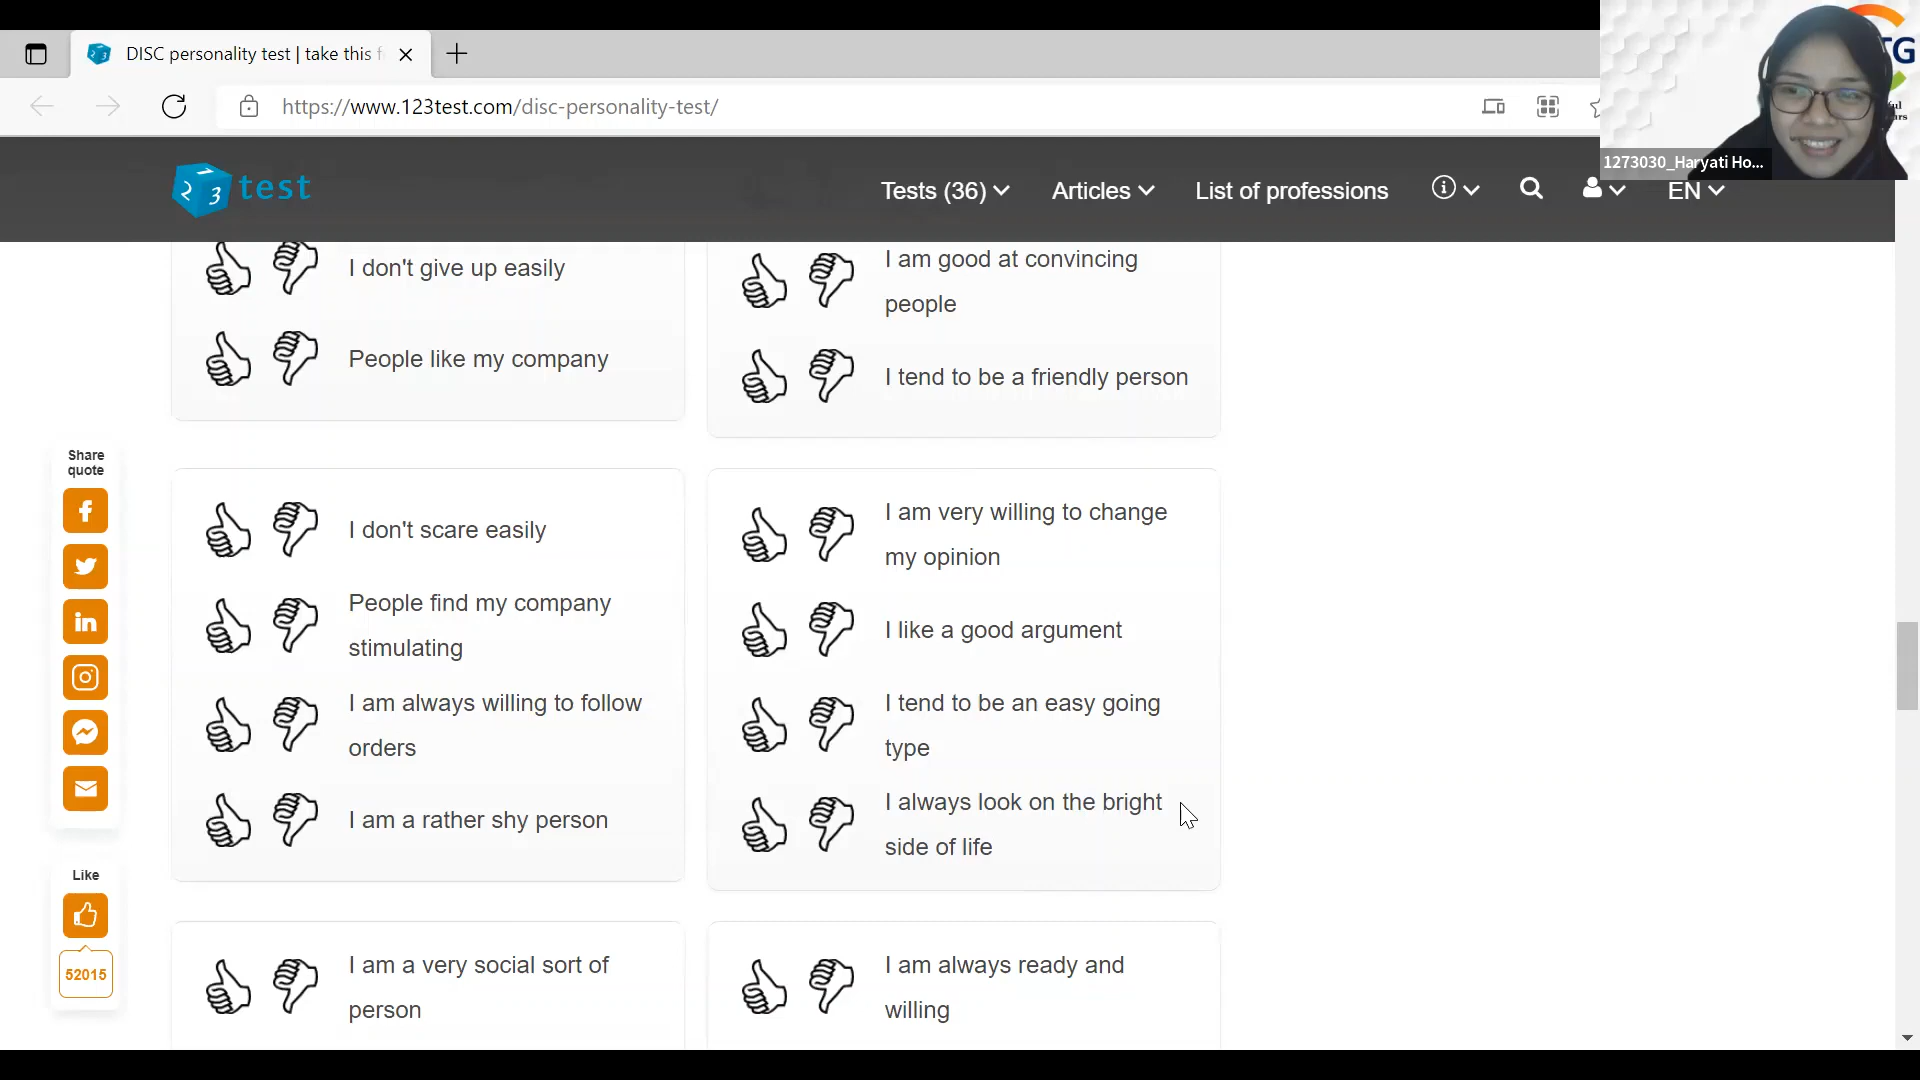 DISC personality test | take this f
https://www.123test.com/disc-personality-test/
TG
ul
1273030_Haryati Ho...
123 test
Tests (36)
Articles
List of professions
EN
I don't give up easily
People like my company
I am good at convincing
people
I tend to be a friendly person
Share
quote
I don't scare easily
People find my company
stimulating
I am always willing to follow
orders
I am a rather shy person
I am very willing to change
my opinion
I like a good argument
I tend to be an easy going
type
I always look on the bright
side of life
Like
52015
I am a very social sort of
person
I am always ready and
willing